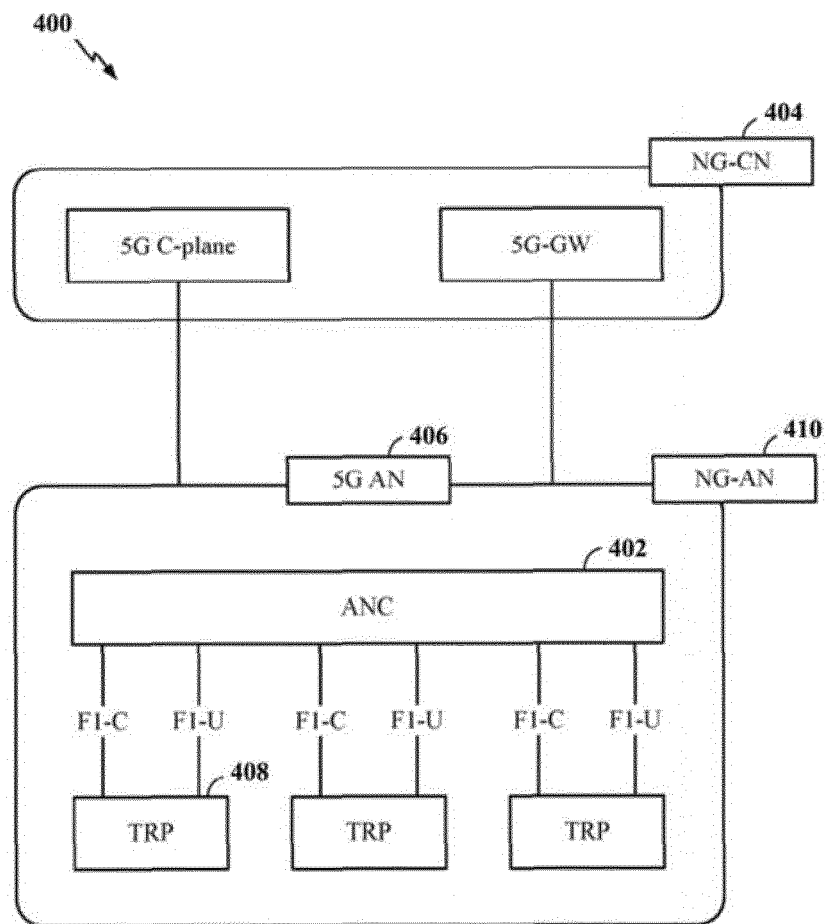 400
404
NG-CN
5G C-plane
5G-GW
406
410
5G AN
NG-AN
402
ANC
F1-C
F1-U
F1-C
F1-U
F1-C
F1-U
408
TRP
TRP
TRP